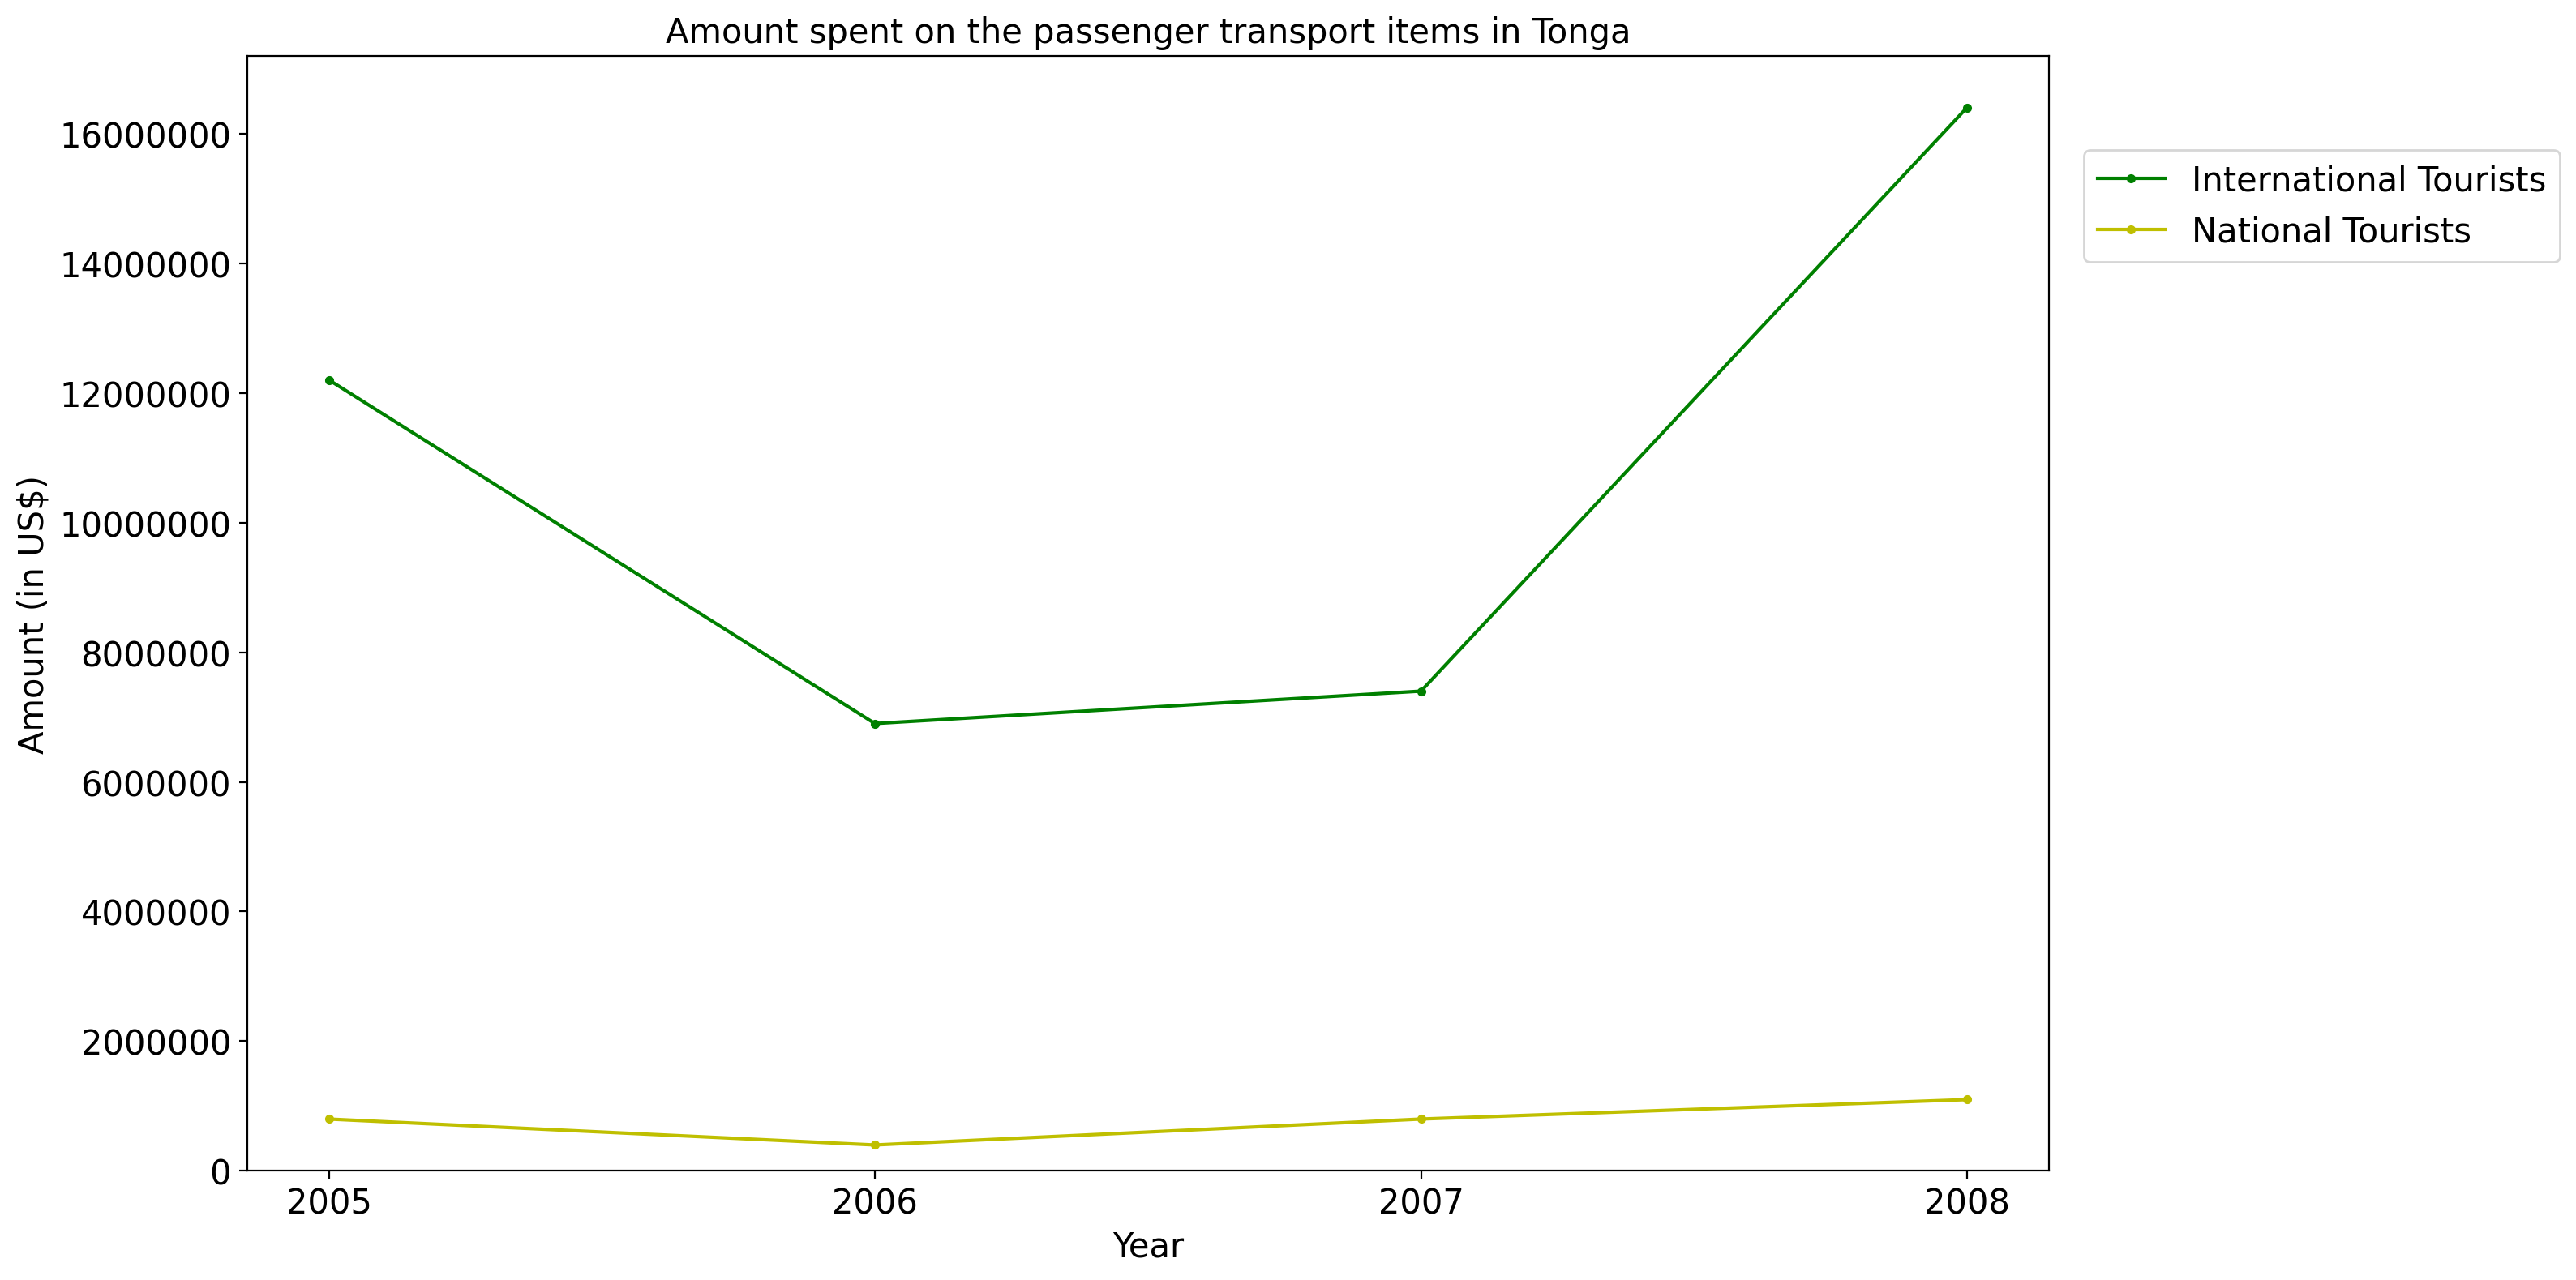 Amount spent on the passenger transport items in Tonga
Amount (in US$)
16000000
14000000
12000000
10000000
8000000
6000000
4000000
2000000
0
2005
2006
2007
2008
Year
International Tourists
National Tourists